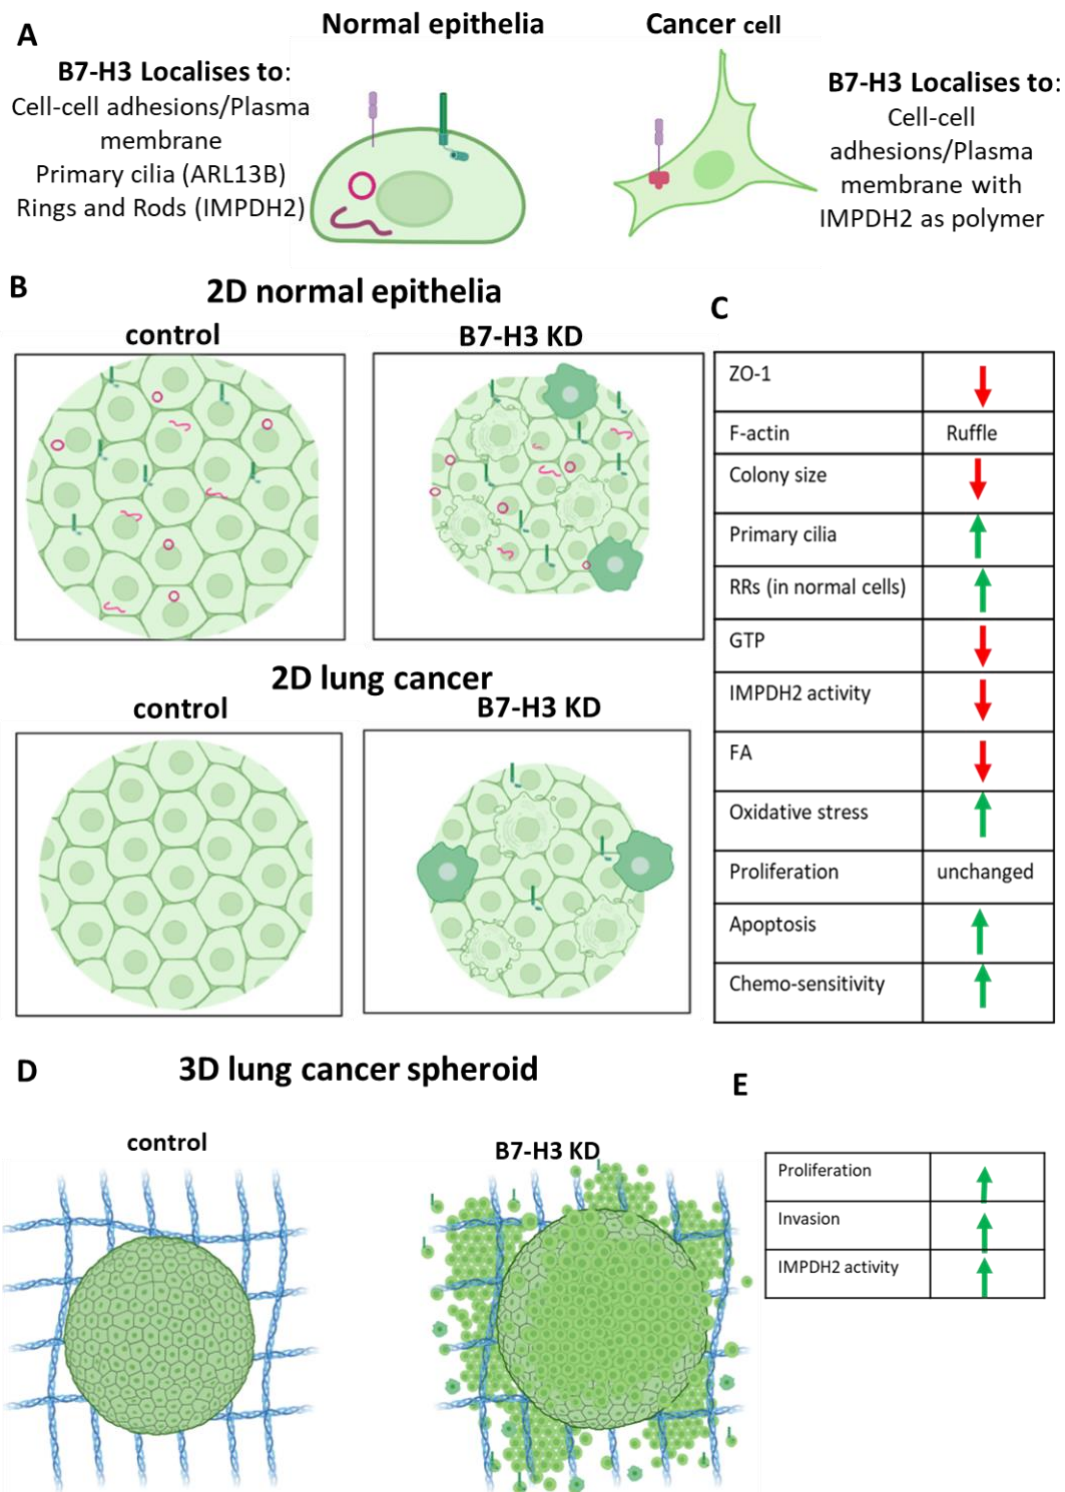 A
Normal epithelia
Cancer cell
B7-H3 Localises to:
Cell-cell adhesions/Plasma
membrane
Primary cilia (ARL13B)
Rings and Rods (IMPDH2)
B7-H3 Localises to:
Cell-cell
adhesions/Plasma
membrane with
IMPDH2 as polymer
B
2D normal epithelia
control
B7-H3 KD
2D lung cancer
control
B7-H3 KD
C
ZO-1
F-actin Ruffle
Colony size
Primary cilia
RRs (in normal cells)
GTP
IMPDH2 activity
FA
Oxidative stress
Proliferation unchanged
Apoptosis
Chemo-sensitivity
D
3D lung cancer spheroid
control
B7-H3 KD
E
Proliferation
Invasion
IMPDH2 activity